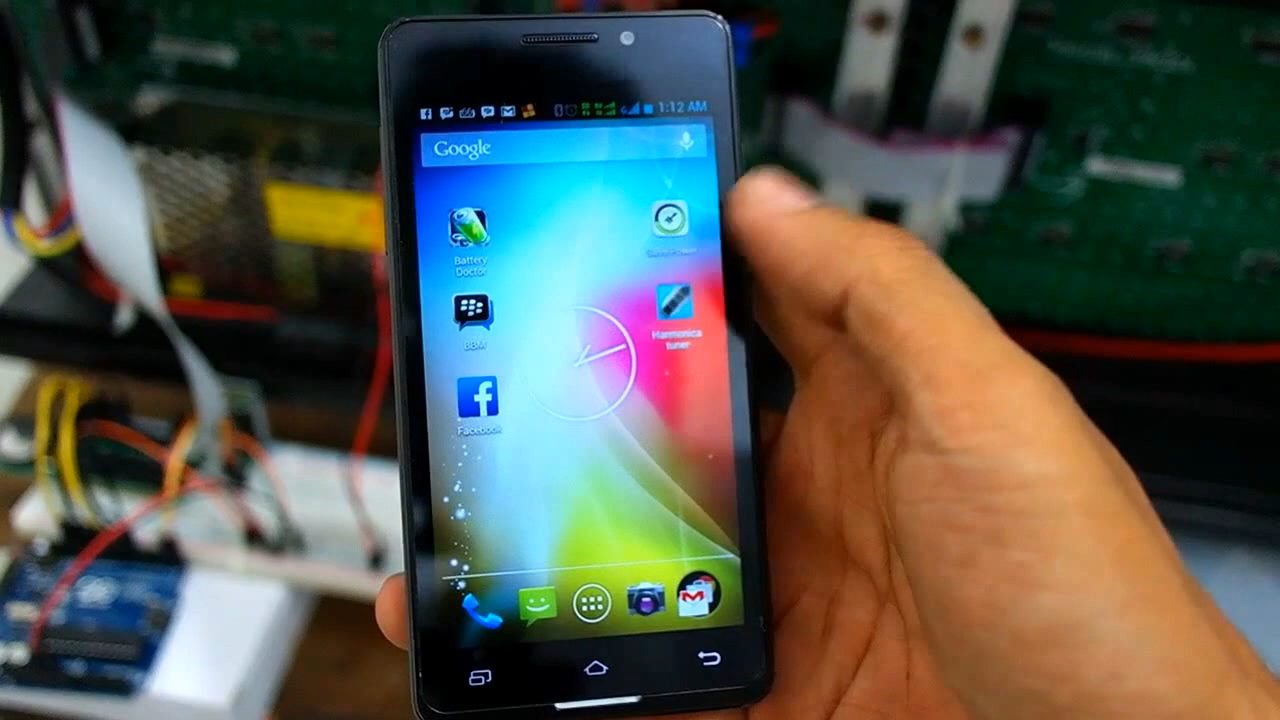 1:12 AM
Google
Battery
Doctor
BBM
Harmonica
tuner
Facebook